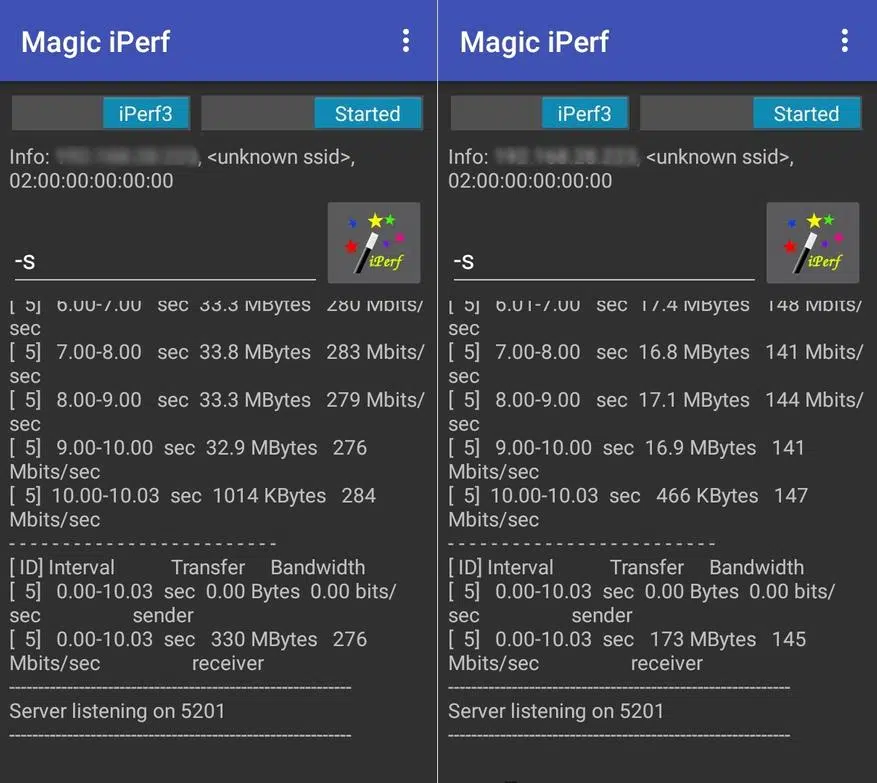 Magic iPerf
iPerf3 Started
Info: , <unknown ssid>,
02:00:00:00:00:00
-s
iPerf
[ 5] 6.00-7.00 sec 33.3 MBytes 280 Mbits/
sec
[ 5] 7.00-8.00 sec 33.8 MBytes 283 Mbits/
sec
[ 5] 8.00-9.00 sec 33.3 MBytes 279 Mbits/
sec
[ 5] 9.00-10.00 sec 32.9 MBytes 276
Mbits/sec
[ 5] 10.00-10.03 sec 1014 KBytes 284
Mbits/sec
- - - - - - - - - - - - - - - - - - - - - - - - -
[ ID] Interval Transfer Bandwidth
[ 5] 0.00-10.03 sec 0.00 Bytes 0.00 bits/
sec sender
[ 5] 0.00-10.03 sec 330 MBytes 276
Mbits/sec receiver
-----------------------------------------------------------
Server listening on 5201
-----------------------------------------------------------
Magic iPerf
iPerf3 Started
Info: , <unknown ssid>,
02:00:00:00:00:00
-s
iPerf
[ 5] 6.01-7.00 sec 17.4 MBytes 148 Mbits/
sec
[ 5] 7.00-8.00 sec 16.8 MBytes 141 Mbits/
sec
[ 5] 8.00-9.00 sec 17.1 MBytes 144 Mbits/
sec
[ 5] 9.00-10.00 sec 16.9 MBytes 141
Mbits/sec
[ 5] 10.00-10.03 sec 466 KBytes 147
Mbits/sec
- - - - - - - - - - - - - - - - - - - - - - - - -
[ ID] Interval Transfer Bandwidth
[ 5] 0.00-10.03 sec 0.00 Bytes 0.00 bits/
sec sender
[ 5] 0.00-10.03 sec 173 MBytes 145
Mbits/sec receiver
-----------------------------------------------------------
Server listening on 5201
-----------------------------------------------------------